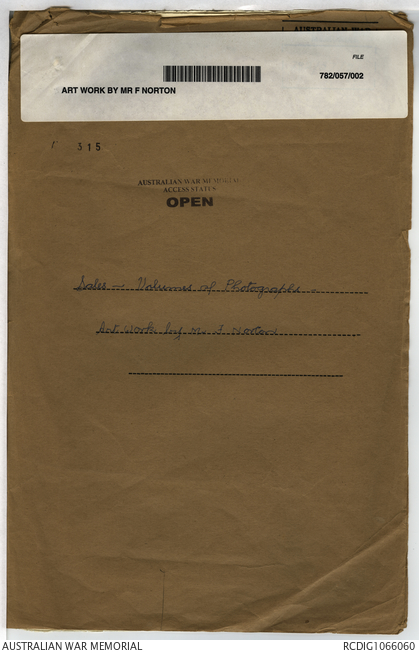 AUSTRALIAN WAR
FILE
782/057/002
ART WORK BY MR F NORTON
315
AUSTRALIAN WAR MEMORIAL
ACCESS STATUS
OPEN
Sales - Volumes of Photographs -
Art Work by Mr F Norton
AUSTRALIAN WAR MEMORIAL
RCDIG1066060